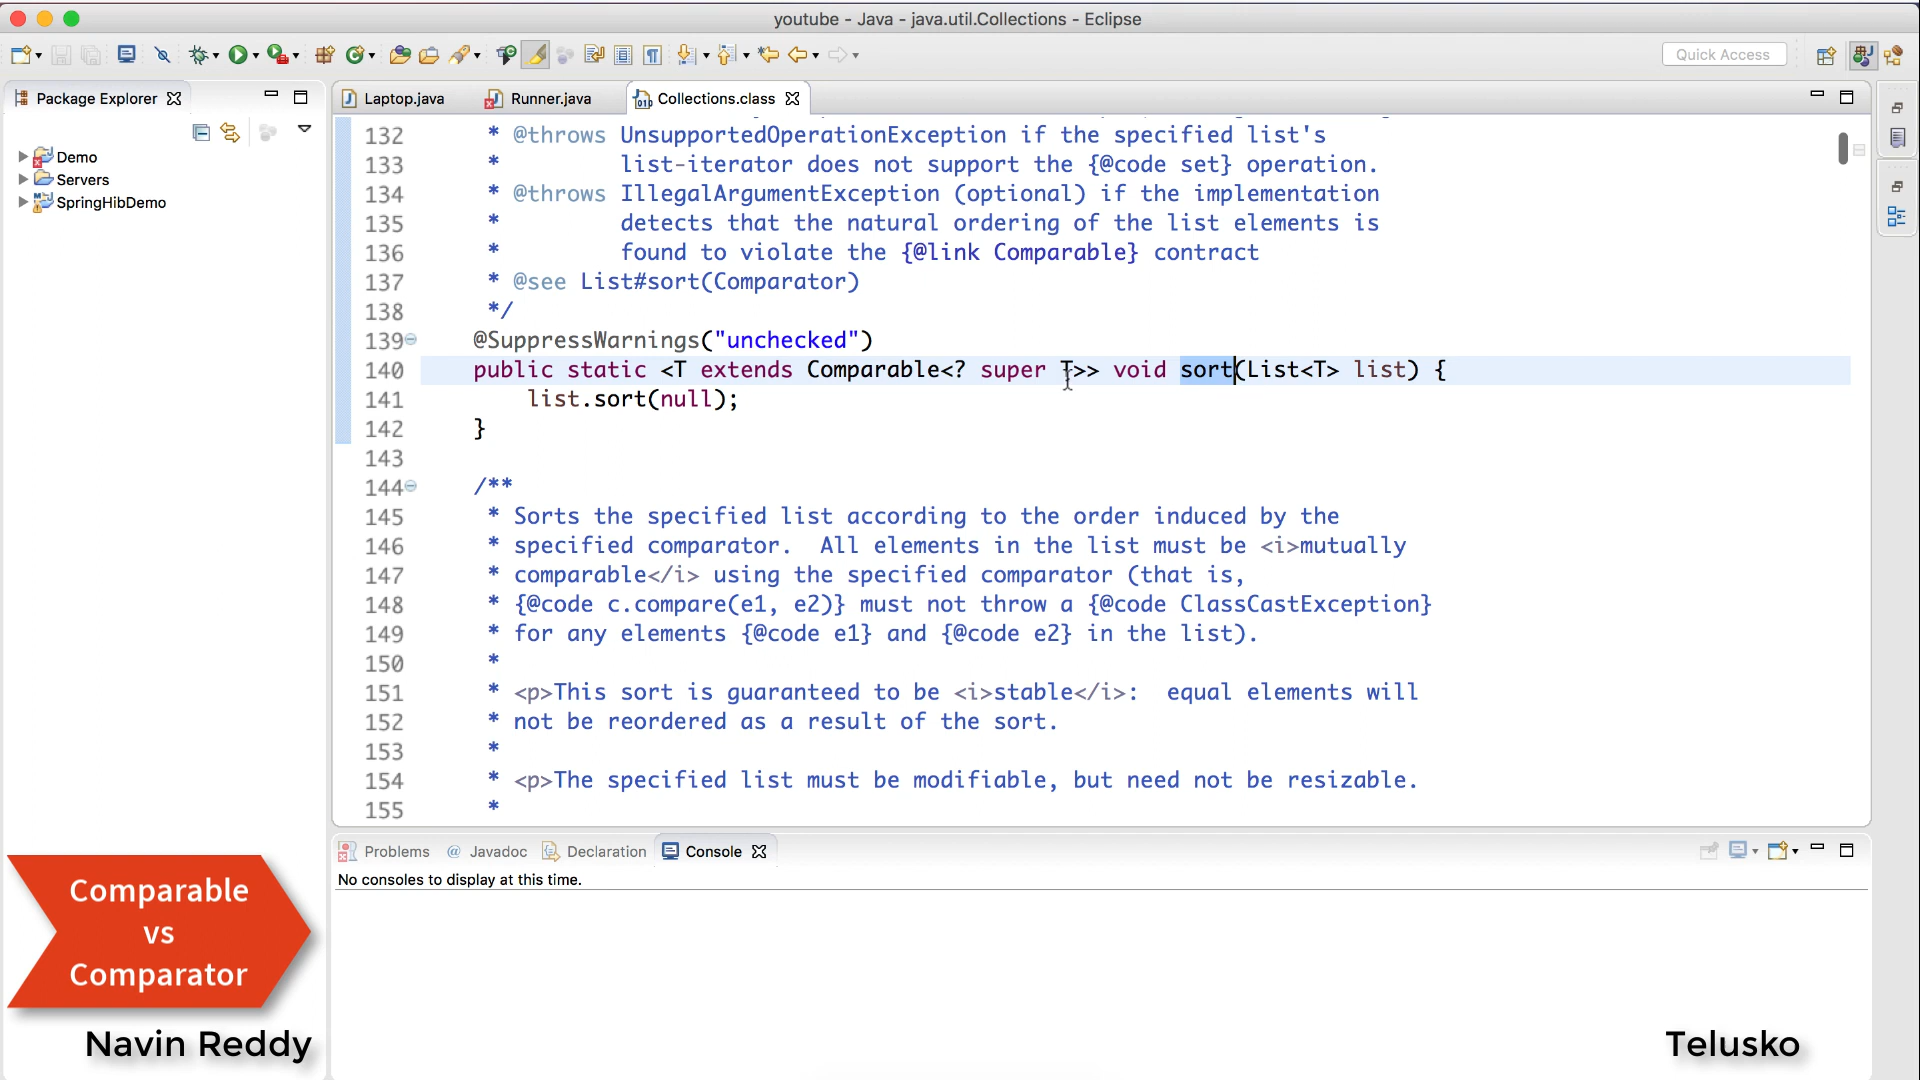 youtube - Java - java.util.Collections - Eclipse
Quick Access
Package Explorer
Laptop.java
Runner.java
Collections.class
Demo
Servers
SpringHibDemo
132 * @throws UnsupportedOperationException if the specified list's
133 * list-iterator does not support the {@code set} operation.
134 * @throws IllegalArgumentException (optional) if the implementation
135 * detects that the natural ordering of the list elements is
136 * found to violate the {@link Comparable} contract
137 * @see List#sort(Comparator)
138 */
139 @SuppressWarnings("unchecked")
140 public static <T extends Comparable<? super T>> void sort(List<T> list) {
141 list.sort(null);
142 }
143
144 /**
145 * Sorts the specified list according to the order induced by the
146 * specified comparator.  All elements in the list must be <i>mutually
147 * comparable</i> using the specified comparator (that is,
148 * {@code c.compare(e1, e2)} must not throw a {@code ClassCastException}
149 * for any elements {@code e1} and {@code e2} in the list).
150 *
151 * <p>This sort is guaranteed to be <i>stable</i>:  equal elements will
152 * not be reordered as a result of the sort.
153 *
154 * <p>The specified list must be modifiable, but need not be resizable.
155 *
Problems
Javadoc
Declaration
Console
No consoles to display at this time.
Comparable
vs
Comparator
Navin Reddy
Telusko